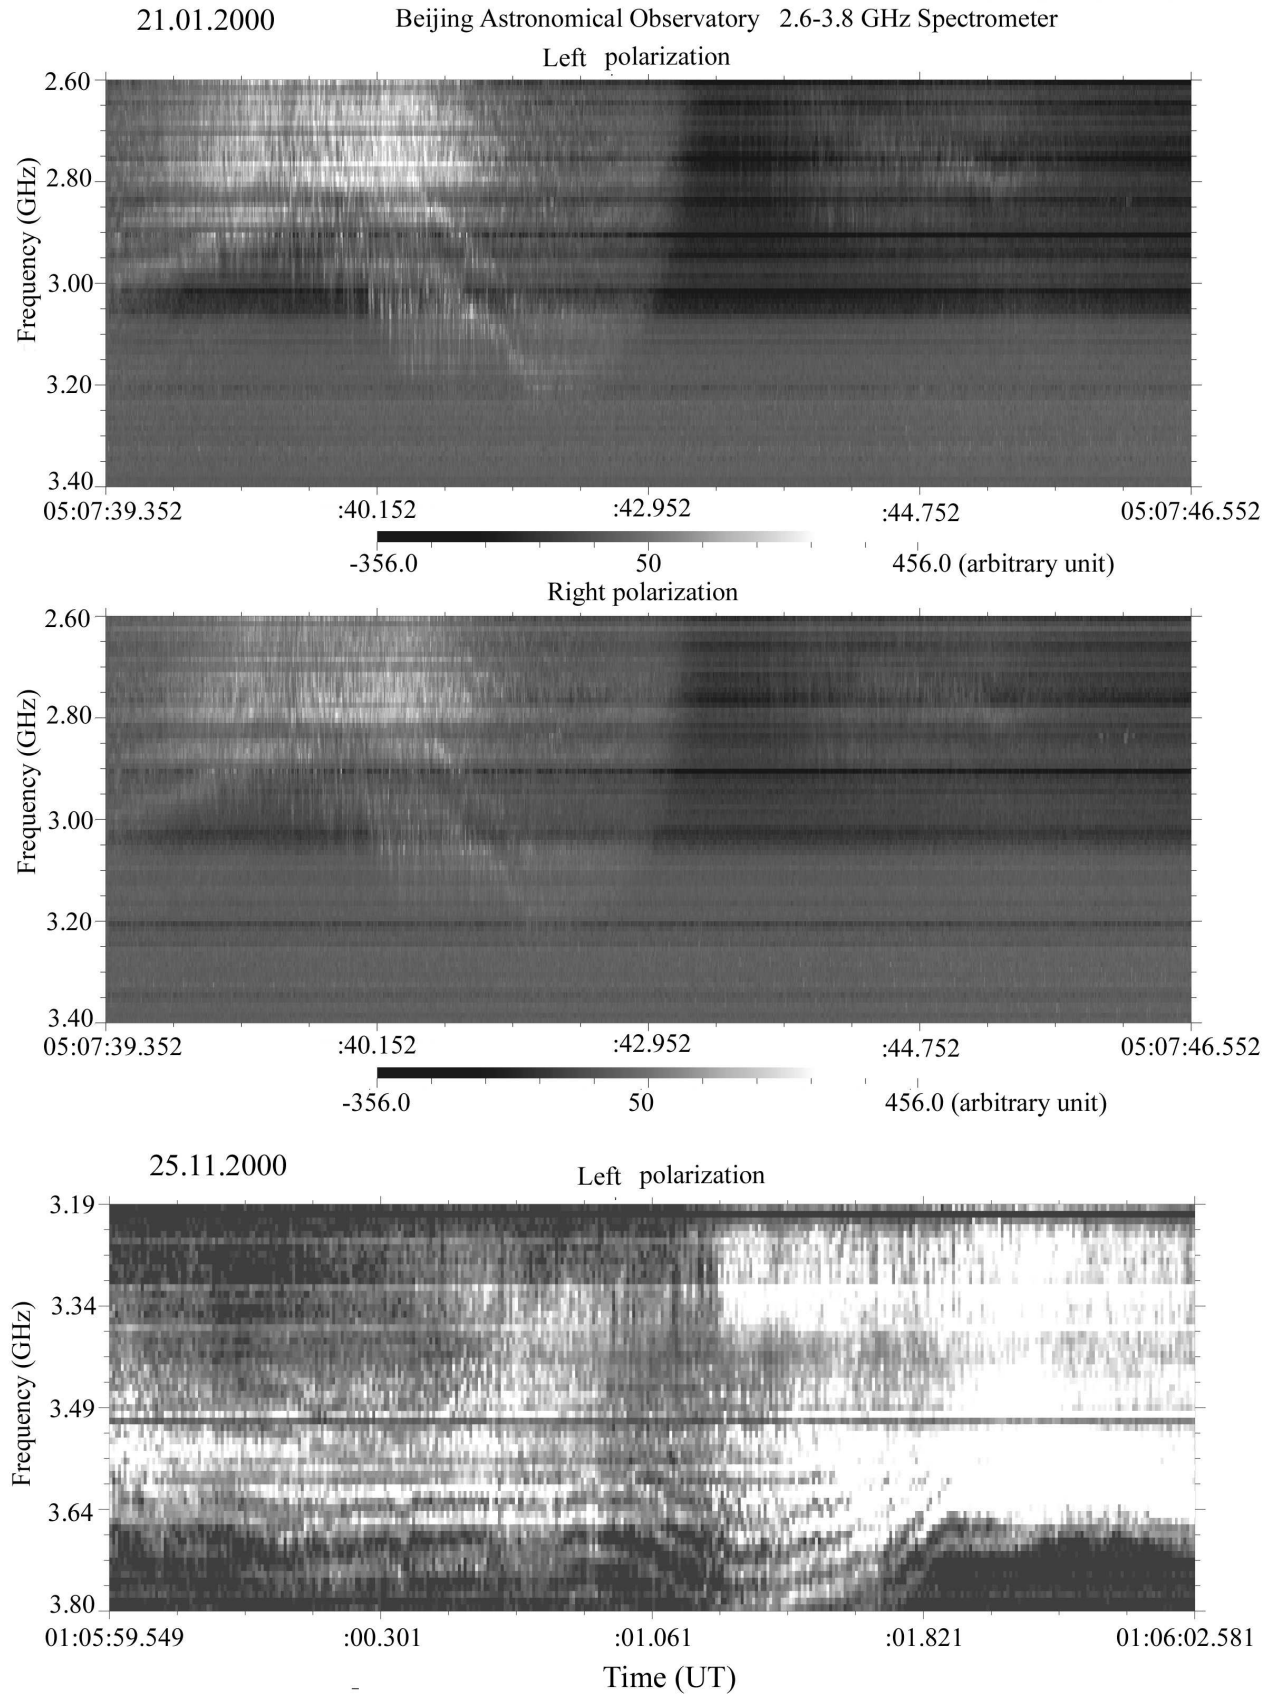 21.01.2000 Beijing Astronomical Observatory 2.6-3.8 GHz Spectrometer
Left polarization
2.60
2.80
3.00
3.20
3.40
Frequency (GHz)
05:07:39.352 :40.152 :42.952 :44.752 05:07:46.552
-356.0 50 456.0 (arbitrary unit)
Right polarization
2.60
2.80
3.00
3.20
3.40
Frequency (GHz)
05:07:39.352 :40.152 :42.952 :44.752 05:07:46.552
-356.0 50 456.0 (arbitrary unit)
25.11.2000 Left polarization
3.19
3.34
3.49
3.64
3.80
Frequency (GHz)
01:05:59.549 :00.301 :01.061 :01.821 01:06:02.581
Time (UT)